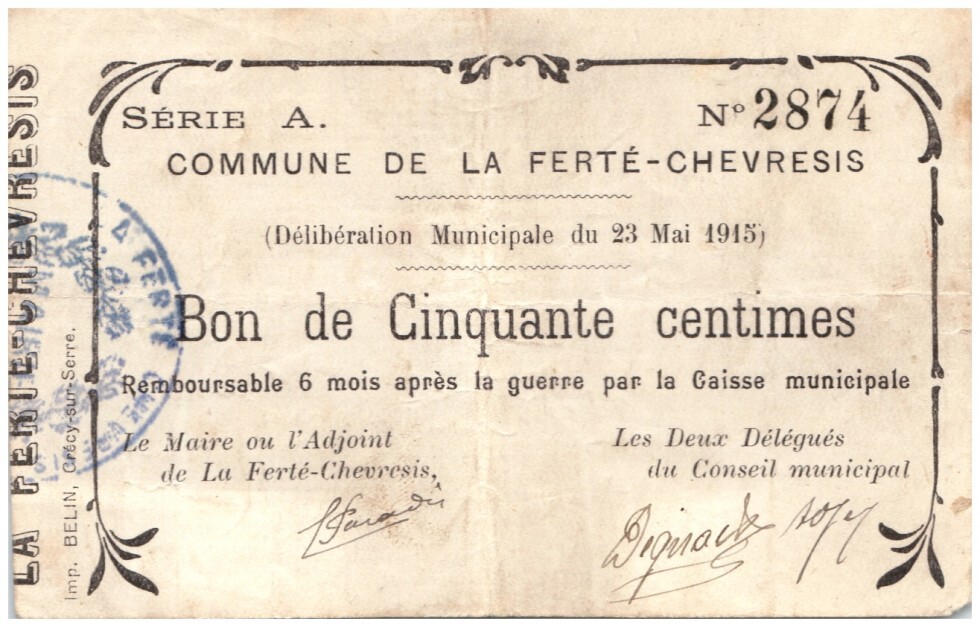 SÉRIE A. Nº 2874
COMMUNE DE LA FERTÉ-CHEVRESIS
(Délibération Municipale du 23 Mai 1915)
Bon de Cinquante centimes
Remboursable 6 mois après la guerre par la Caisse municipale
Le Maire ou l'Adjoint
de La Ferté-Chevresis,
Les Deux Délégués
du Conseil municipal
LA FERTÉ-CHEVRESIS
Imp. BELIN, Crécy-sur-Serre.